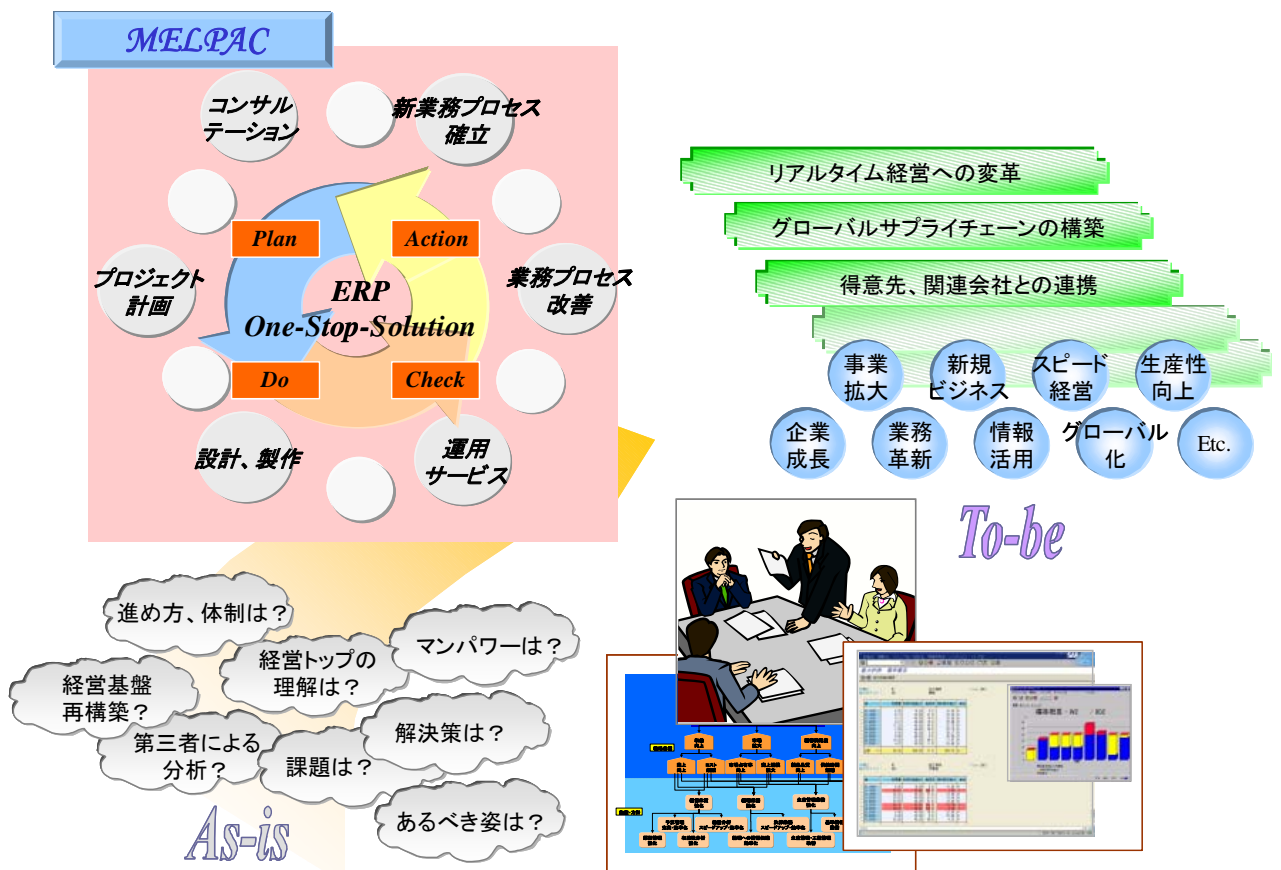 MELPAC
コンサル
テーション
新業務プロセス
確立
Plan
Action
プロジェクト
計画
業務プロセス
改善
ERP
One-Stop-Solution
Do
Check
設計、製作
運用
サービス
リアルタイム経営への変革
グローバルサプライチェーンの構築
得意先、関連会社との連携
事業
拡大
新規
ビジネス
スピード
経営
生産性
向上
企業
成長
業務
革新
情報
活用
グローバル
化
Etc.
To-be
進め方、体制は？
マンパワーは？
経営トップの
理解は？
経営基盤
再構築？
解決策は？
第三者による
分析？
課題は？
あるべき姿は？
As-is